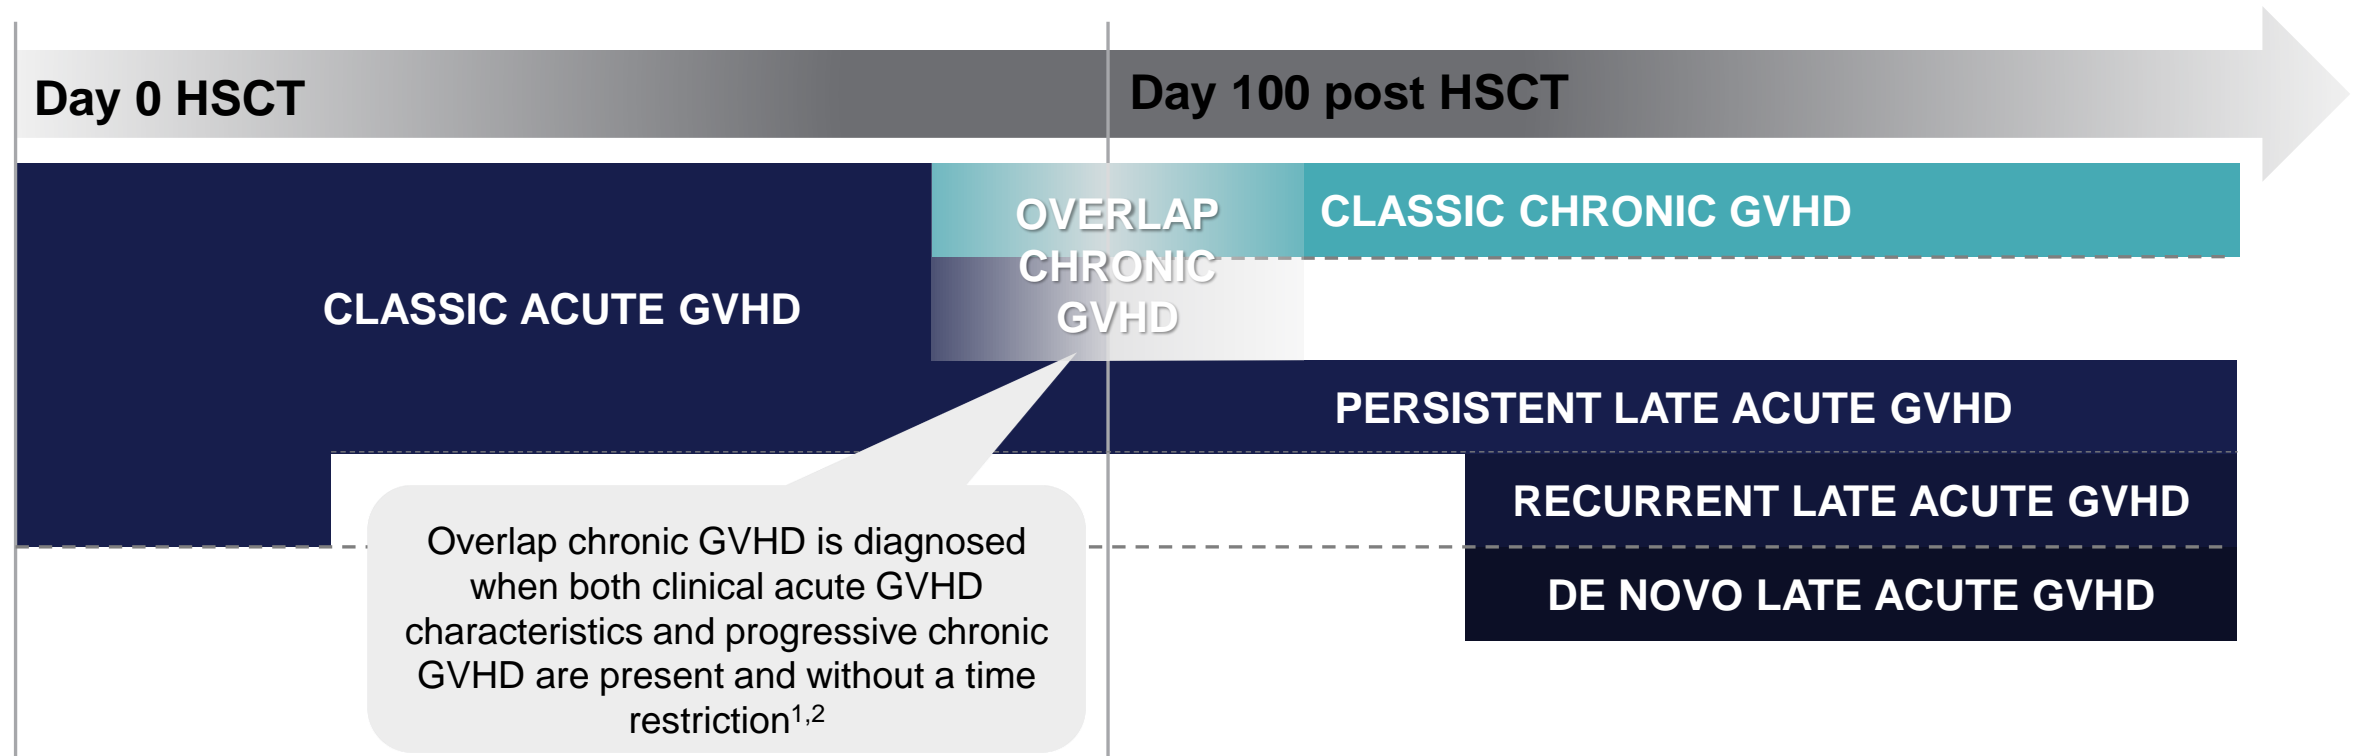 Day 0 HSCT
Day 100 post HSCT
OVERLAP
CHRONIC
GVHD
CLASSIC CHRONIC GVHD
CLASSIC ACUTE GVHD
PERSISTENT LATE ACUTE GVHD
RECURRENT LATE ACUTE GVHD
DE NOVO LATE ACUTE GVHD
Overlap chronic GVHD is diagnosed
when both clinical acute GVHD
characteristics and progressive chronic
GVHD are present and without a time
restriction1,2